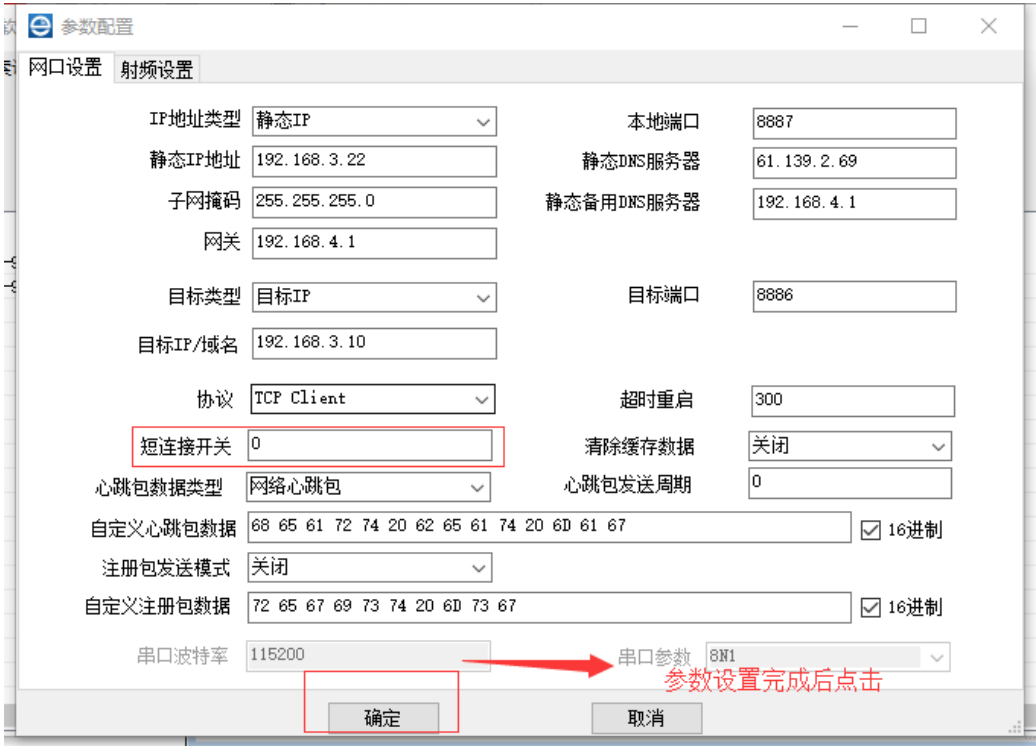 参数配置
网口设置 射频设置
IP地址类型 静态IP 本地端口 8887
静态IP地址 192.168.3.22 静态DNS服务器 61.139.2.69
子网掩码 255.255.255.0 静态备用DNS服务器 192.168.4.1
网关 192.168.4.1
目标类型 目标IP 目标端口 8886
目标IP/域名 192.168.3.10
协议 TCP Client 超时重启 300
短连接开关 0 清除缓存数据 关闭
心跳包数据类型 网络心跳包 心跳包发送周期 0
自定义心跳包数据 68 65 61 72 74 20 62 65 61 74 20 6D 61 67 16进制
注册包发送模式 关闭
自定义注册包数据 72 65 67 69 73 74 20 6D 73 67 16进制
串口波特率 115200 串口参数 8N1
参数设置完成后点击
确定 取消